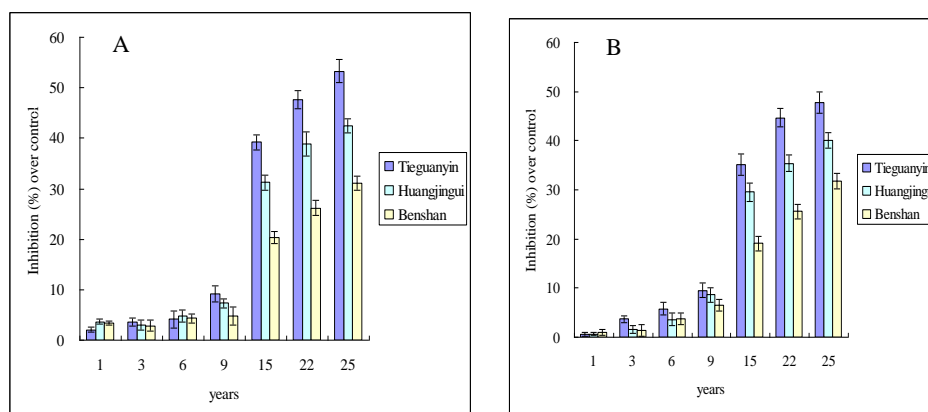 A
Inhibition (%) over control
60
50
40
30
20
10
0
1 3 6 9 15 22 25
years
Tieguanyin
Huangjingui
Benshan
B
Inhibition (%) over control
60
50
40
30
20
10
0
1 3 6 9 15 22 25
years
Tieguanyin
Huangjingu
Benshan